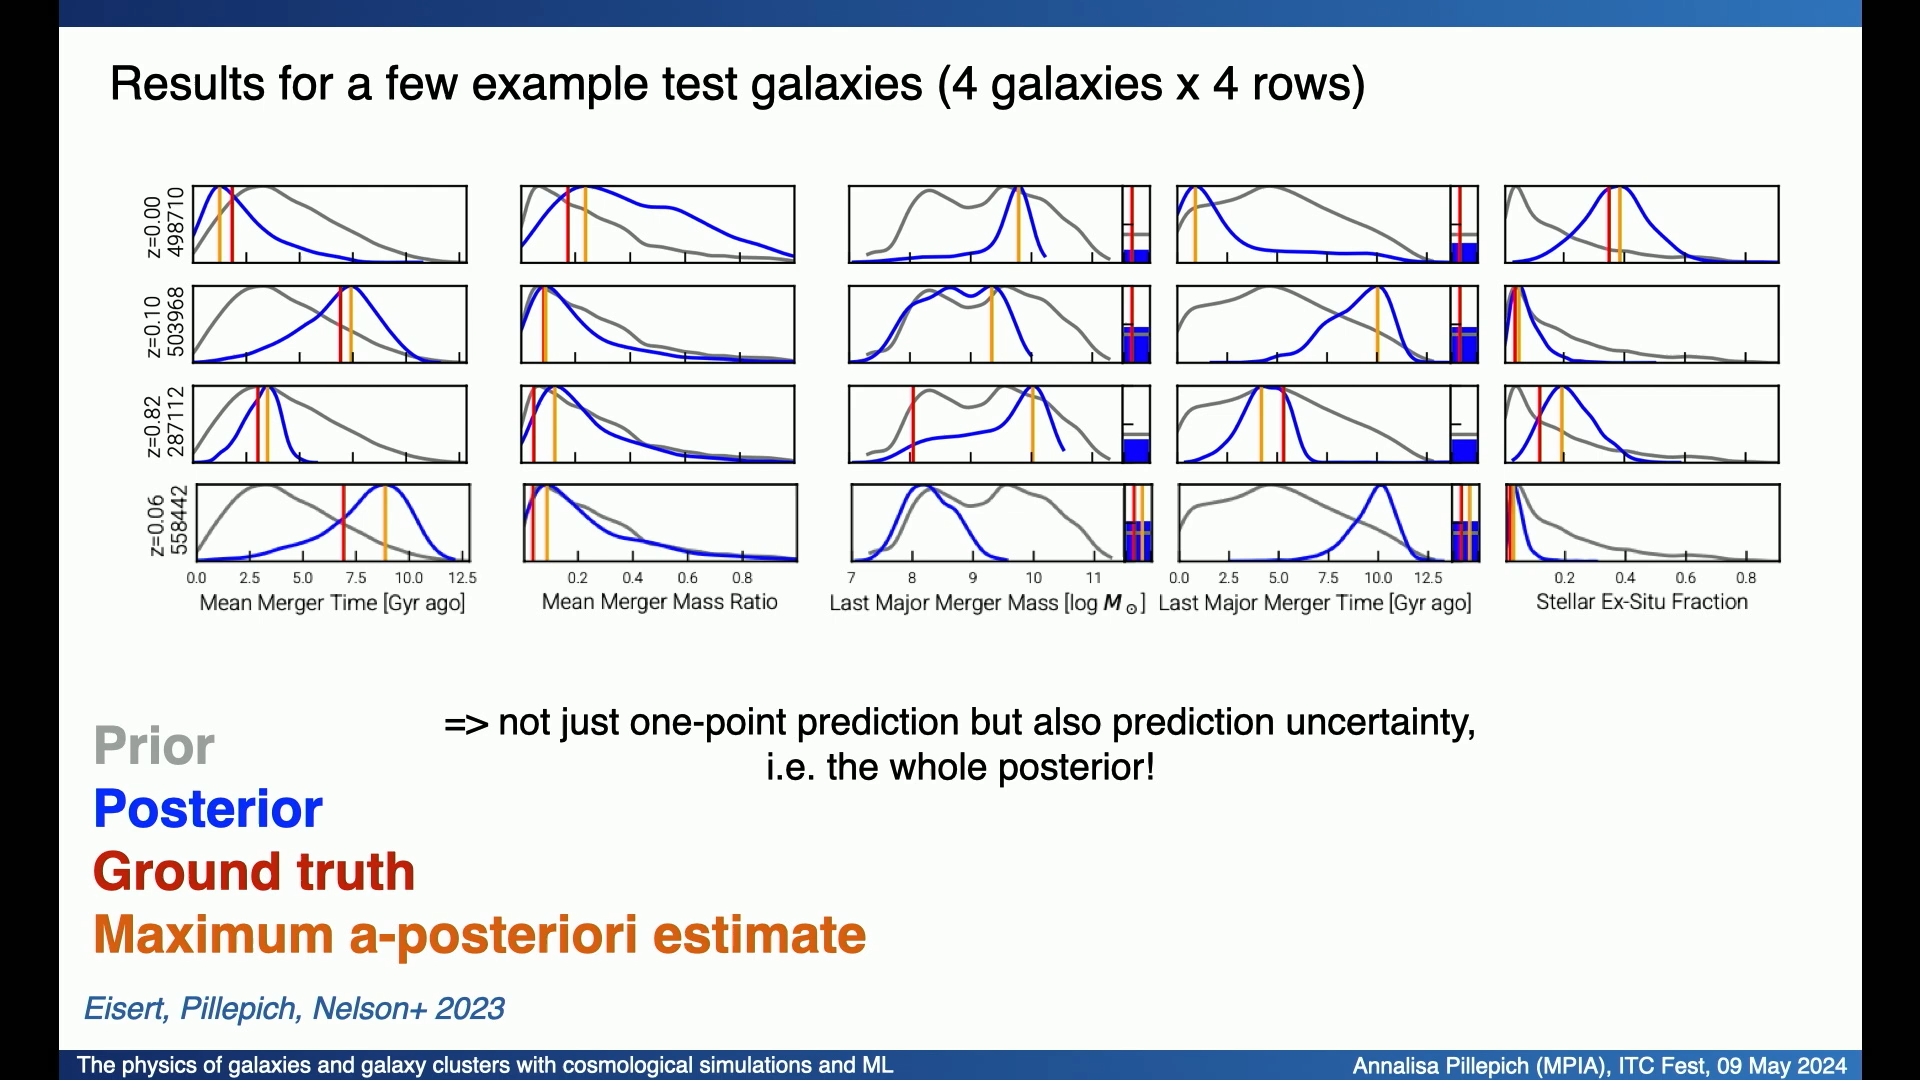 Results for a few example test galaxies (4 galaxies x 4 rows)
z=0.00
498710
z=0.10
503968
z=0.82
287112
z=0.06
558442
0.0 2.5 5.0 7.5 10.0 12.5
0.2 0.4 0.6 0.8
7 8 9 10 11
0.0 2.5 5.0 7.5 10.0 12.5
0.2 0.4 0.6 0.8
Mean Merger Time [Gyr ago]
Mean Merger Mass Ratio
Last Major Merger Mass [log M⊙]
Last Major Merger Time [Gyr ago]
Stellar Ex-Situ Fraction
=> not just one-point prediction but also prediction uncertainty,
i.e. the whole posterior!
Prior
Posterior
Ground truth
Maximum a-posteriori estimate
Eisert, Pillepich, Nelson+ 2023
The physics of galaxies and galaxy clusters with cosmological simulations and ML
Annalisa Pillepich (MPIA), ITC Fest, 09 May 2024